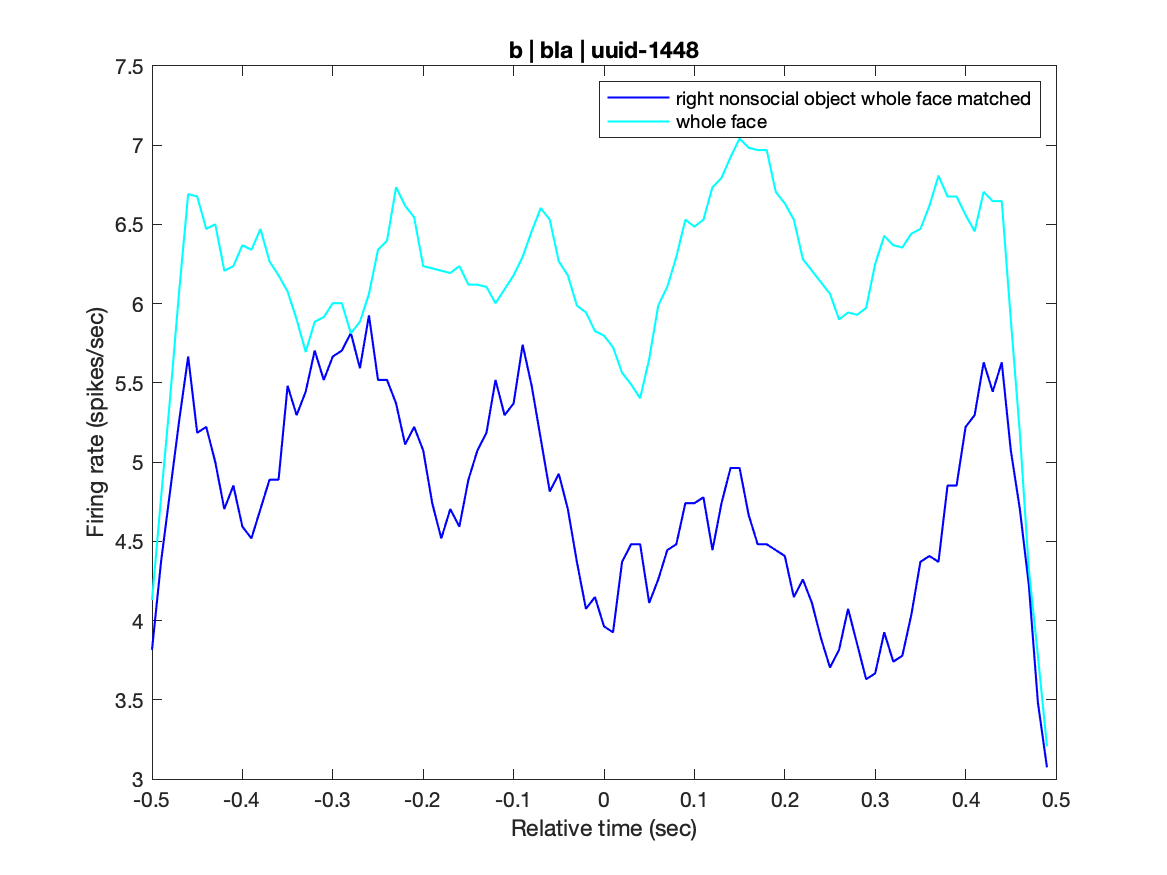 b | bla | uuid-1448
right nonsocial object whole face matched
whole face
7.5
7
6.5
6
5.5
5
4.5
4
3.5
3
Firing rate (spikes/sec)
-0.5 -0.4 -0.3 -0.2 -0.1 0 0.1 0.2 0.3 0.4 0.5
Relative time (sec)